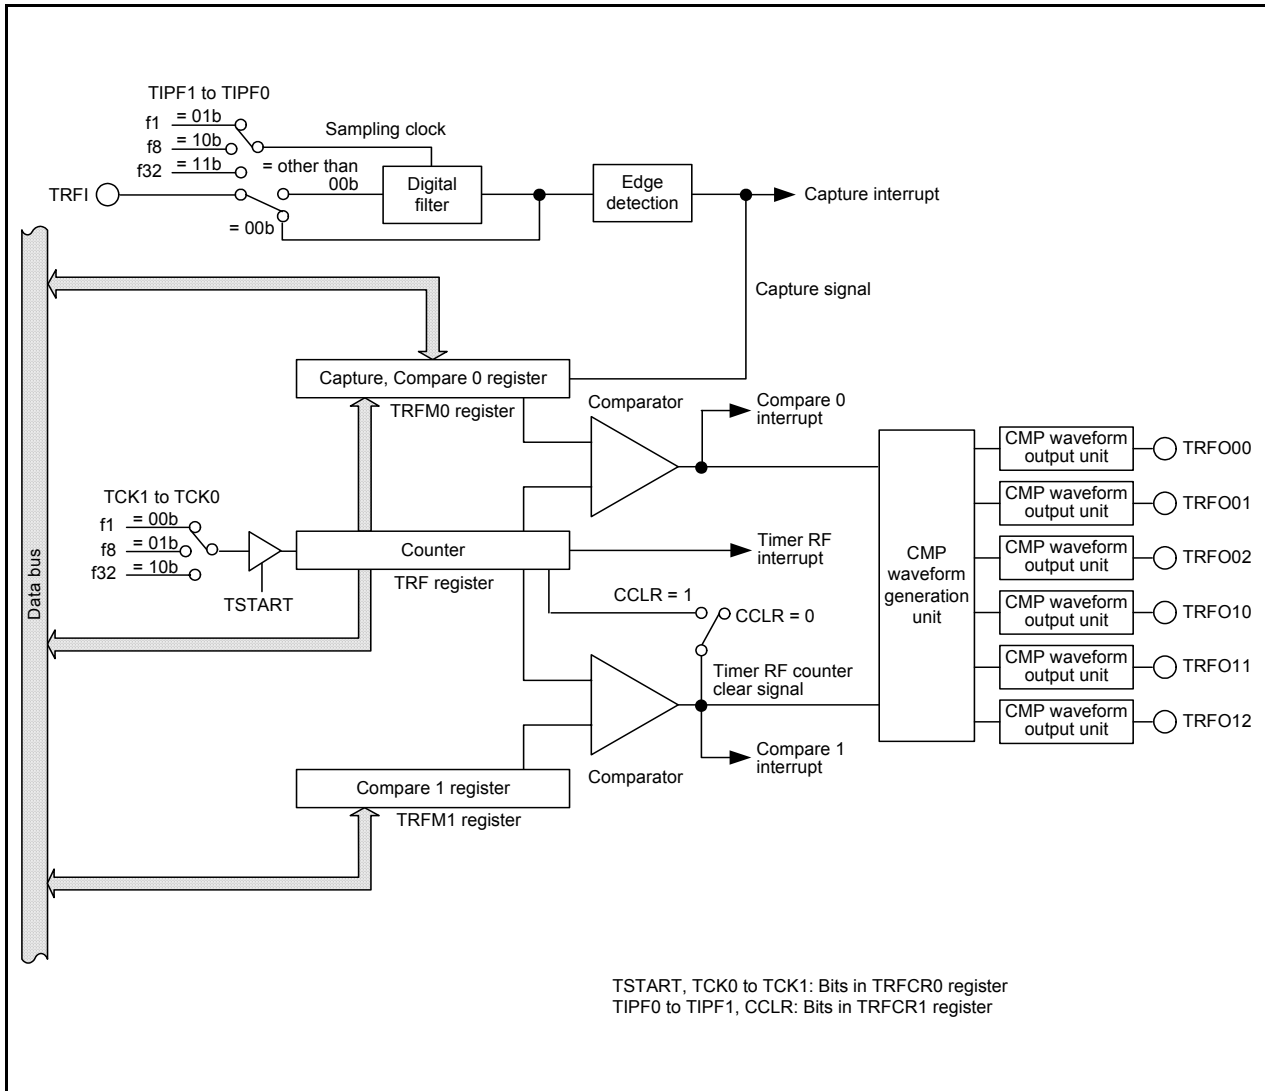 TIPF1 to TIPF0
f1 = 01b
f8 = 10b
f32 = 11b
Sampling clock
= other than
00b
= 00b
TRFI
Digital
filter
Edge
detection
Capture interrupt
Capture signal
Capture, Compare 0 register
TRFM0 register
Comparator
Compare 0
interrupt
TCK1 to TCK0
f1 = 00b
f8 = 01b
f32 = 10b
TSTART
Counter
TRF register
Timer RF
interrupt
CCLR = 1
CCLR = 0
Timer RF counter
clear signal
Compare 1
interrupt
Comparator
Compare 1 register
TRFM1 register
Data bus
CMP
waveform
generation
unit
CMP waveform
output unit
TRFO00
CMP waveform
output unit
TRFO01
CMP waveform
output unit
TRFO02
CMP waveform
output unit
TRFO10
CMP waveform
output unit
TRFO11
CMP waveform
output unit
TRFO12
TSTART, TCK0 to TCK1: Bits in TRFCR0 register
TIPF0 to TIPF1, CCLR: Bits in TRFCR1 register